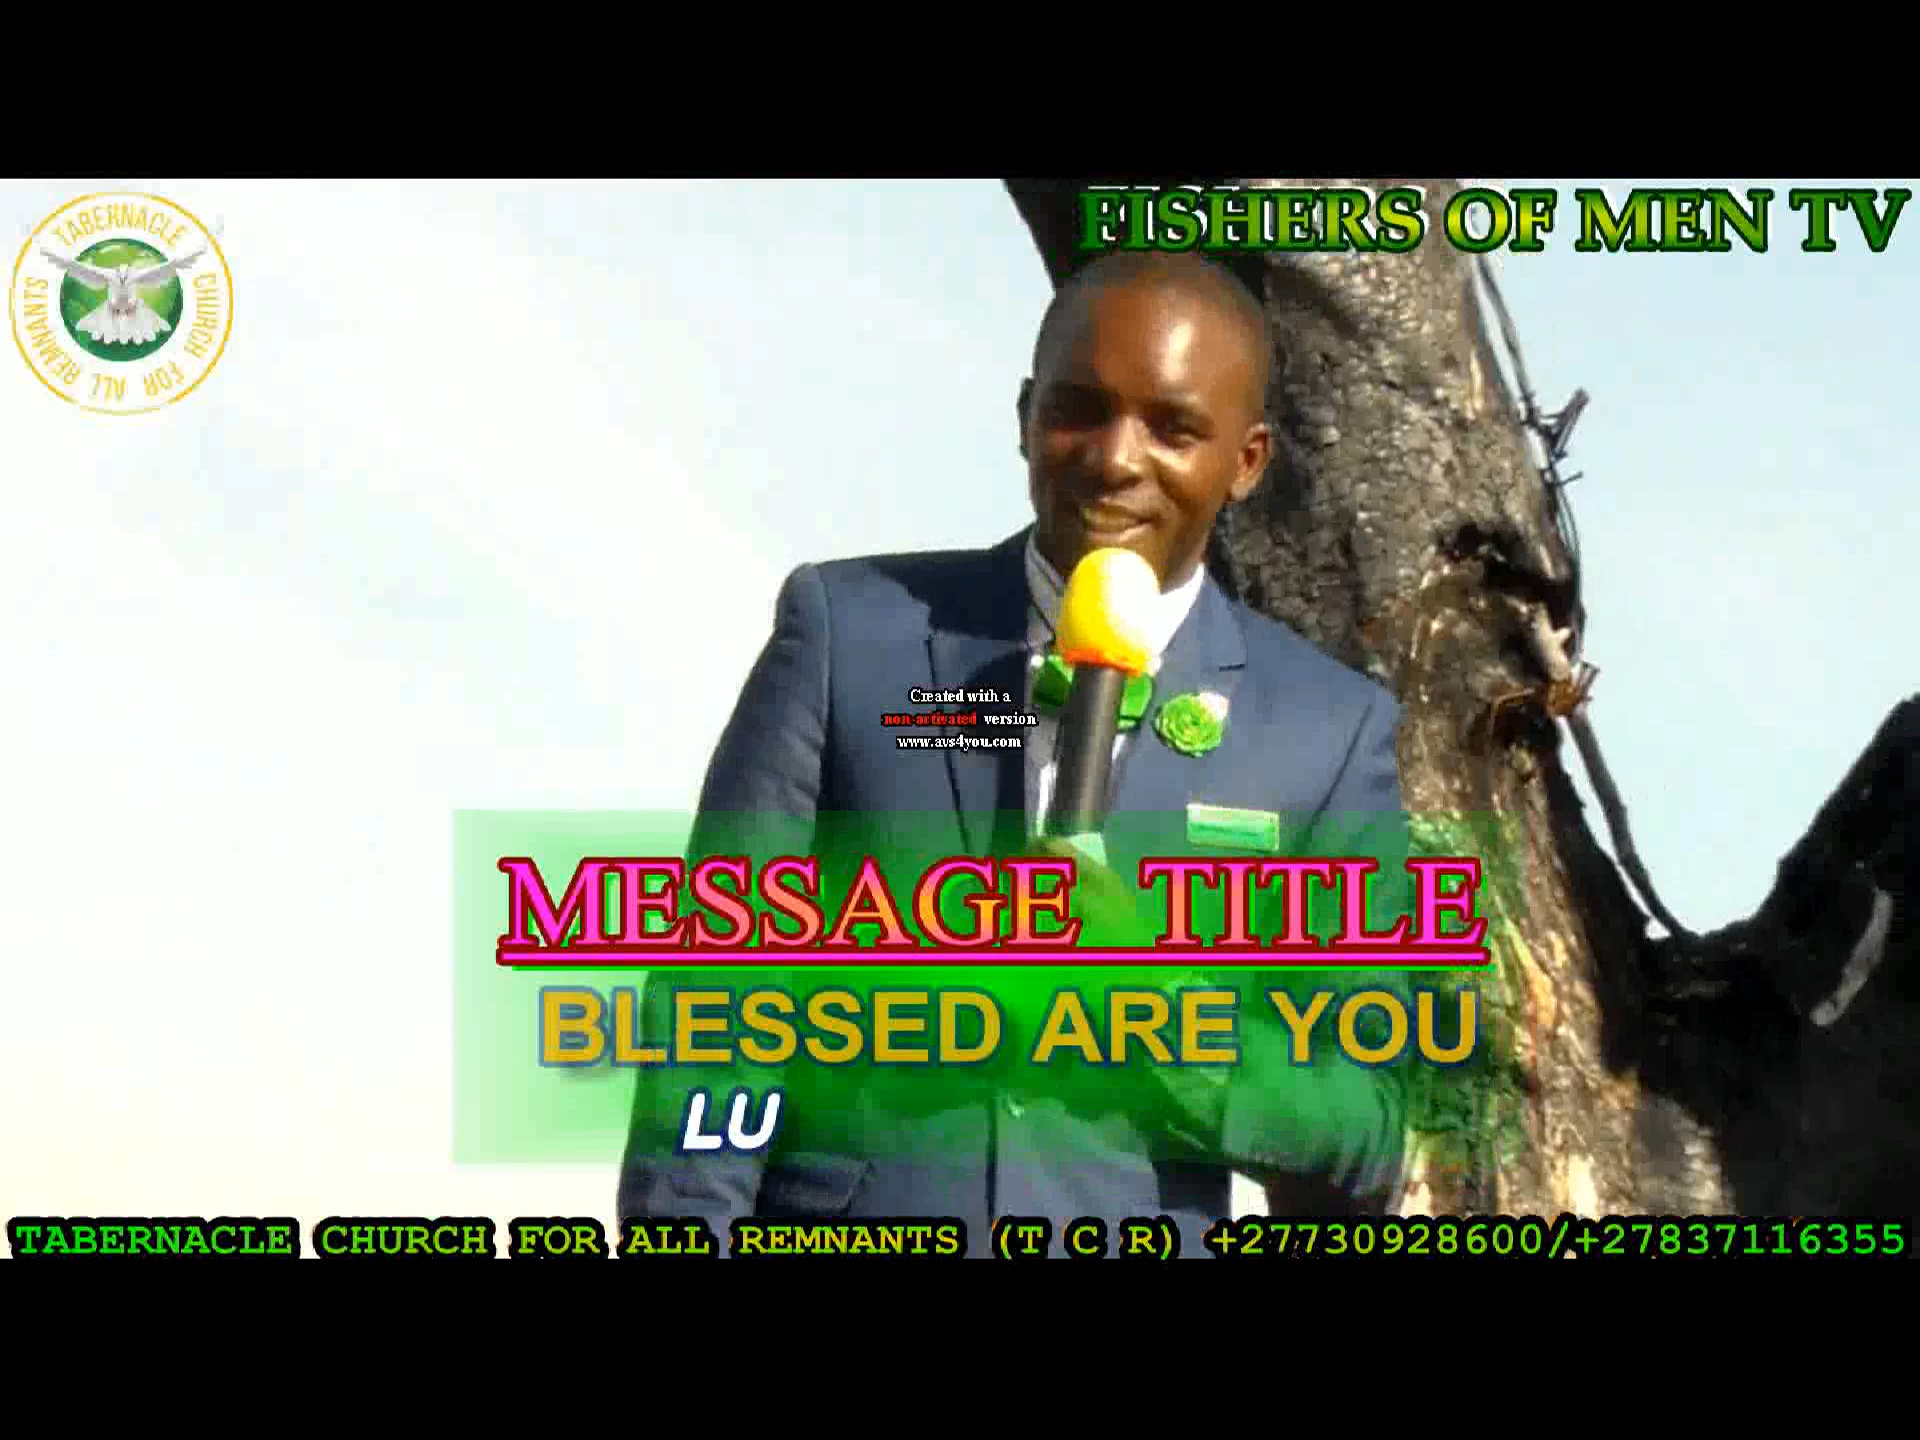 TABERNACLE CHURCH FOR ALL REMNANTS
FISHERS OF MEN TV
Created with a
non-activated version
www.avs4you.com
MESSAGE TITLE
BLESSED ARE YOU
LU
TABERNACLE CHURCH FOR ALL REMNANTS (T C R) +27730928600/+27837116355